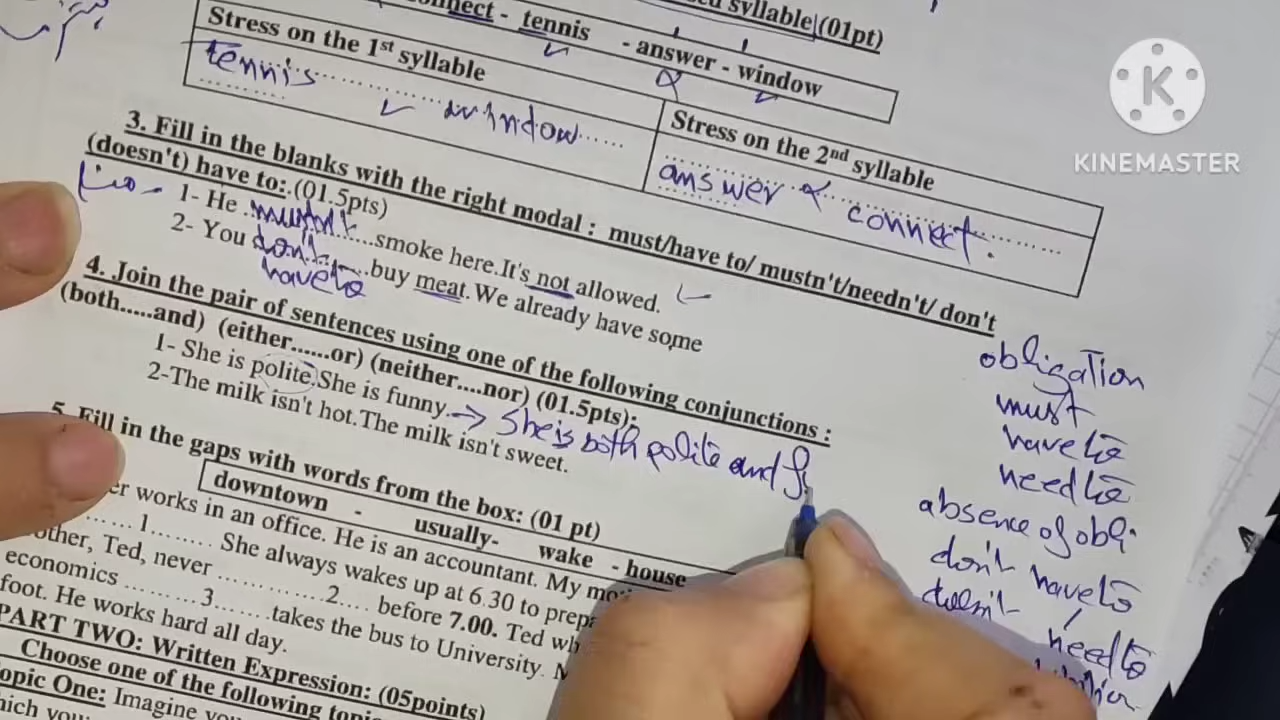 syllable (01pt)
connect - tennis - answer - window
Stress on the 1st syllable
Stress on the 2nd syllable
tennis window
answer connect.
KINEMASTER
3. Fill in the blanks with the right modal : must/have to/ mustn't/needn't/ don't
(doesn't) have to:.(01.5pts)
1- He mustn't smoke here.It's not allowed.
2- You don't have to buy meat.We already have some
4. Join the pair of sentences using one of the following conjunctions :
(both.....and) (either......or) (neither....nor) (01.5pts):
1- She is polite.She is funny. → She is both polite and
2-The milk isn't hot.The milk isn't sweet.
5. Fill in the gaps with words from the box: (01 pt)
downtown - usually- wake - house
works in an office. He is an accountant. My
1........ She always wakes up at 6.30 to
Ted, never ........2.... before 7.00. Ted
economics ........3......takes the bus to University.
foot. He works hard all day.
PART TWO: Written Expression: (05points)
Choose one of the following
Topic One: Imagine
obligation
must
have to
need to
absence of obli
don't have to
doesn't
need to